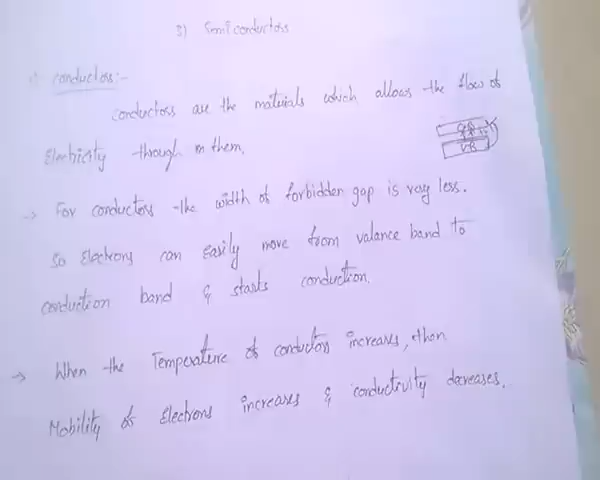 3) Semiconductors
1) Conductors:-
Conductors are the materials which allows the flow of
Electricity through in them.
CB
VB
→ For conductors the width of forbidden gap is very less.
so Electrons can easily move from valance band to
conduction band & starts conduction.
→ When the Temperature of conductors increases, then
Mobility of Electrons increases & conductivity decreases.